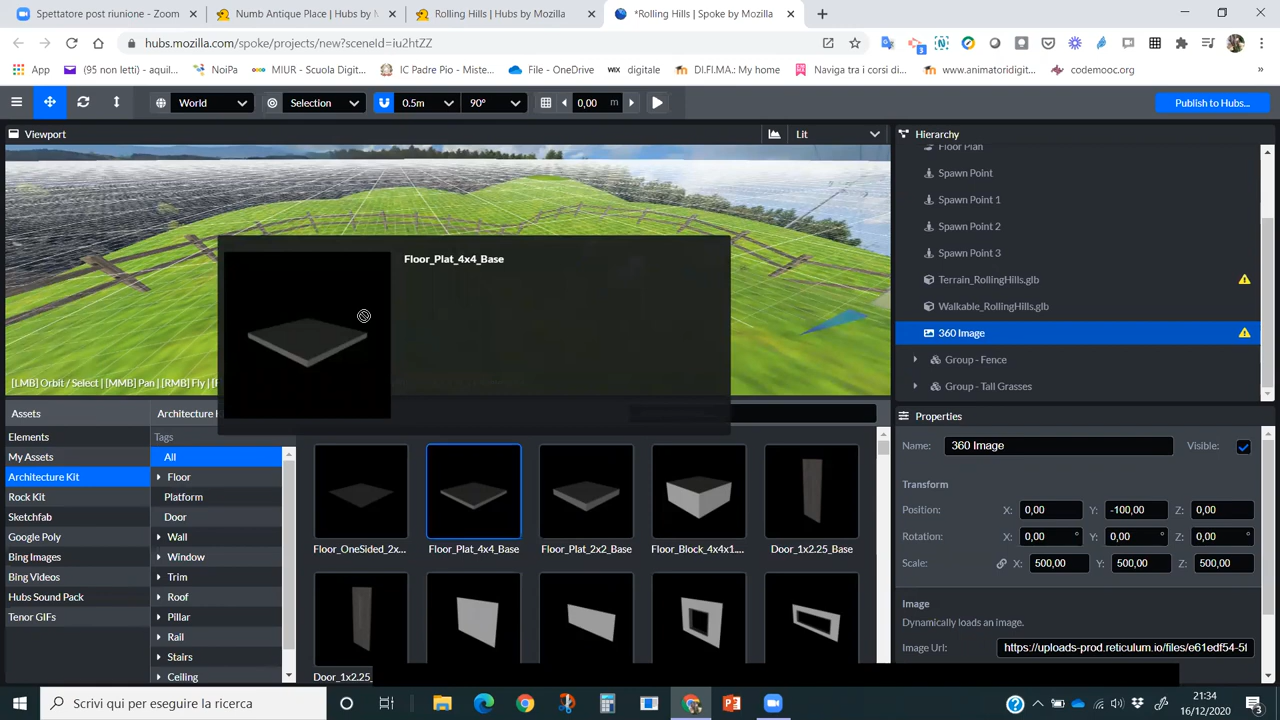 Spettatore post riunione - Zoom
Numb Antique Place | Hubs by M
Rolling Hills | Hubs by Mozilla
*Rolling Hills | Spoke by Mozilla
hubs.mozilla.com/spoke/projects/new?sceneId=iu2htZZ
App
(95 non letti) - aquil...
NoiPa
MIUR - Scuola Digit...
IC Padre Pio - Miste...
File - OneDrive
WIX digitale
DI.FI.MA.: My home
Naviga tra i corsi di...
www.animatoridigit...
codemooc.org
World
Selection
0.5m
90°
0,00 m
Publish to Hubs...
Viewport
Lit
Hierarchy
Floor Plan
Spawn Point
Spawn Point 1
Spawn Point 2
Spawn Point 3
Terrain_RollingHills.glb
Walkable_RollingHills.glb
360 Image
Group - Fence
Group - Tall Grasses
Floor_Plat_4x4_Base
[LMB] Orbit / Select | [MMB] Pan | [RMB] Fly |
Assets
Elements
My Assets
Architecture Kit
Rock Kit
Sketchfab
Google Poly
Bing Images
Bing Videos
Hubs Sound Pack
Tenor GIFs
Architecture K
Tags
All
Floor
Platform
Door
Wall
Window
Trim
Roof
Pillar
Rail
Stairs
Ceiling
Floor_OneSided_2x...
Floor_Plat_4x4_Base
Floor_Plat_2x2_Base
Floor_Block_4x4x1....
Door_1x2.25_Base
Door_1x2.25_
Properties
Name: 360 Image Visible:
Transform
Position: X: 0,00 Y: -100,00 Z: 0,00
Rotation: X: 0,00 ° Y: 0,00 ° Z: 0,00 °
Scale: X: 500,00 Y: 500,00 Z: 500,00
Image
Dynamically loads an image.
Image Url: https://uploads-prod.reticulum.io/files/e61edf54-5l
Scrivi qui per eseguire la ricerca
21:34
16/12/2020
3